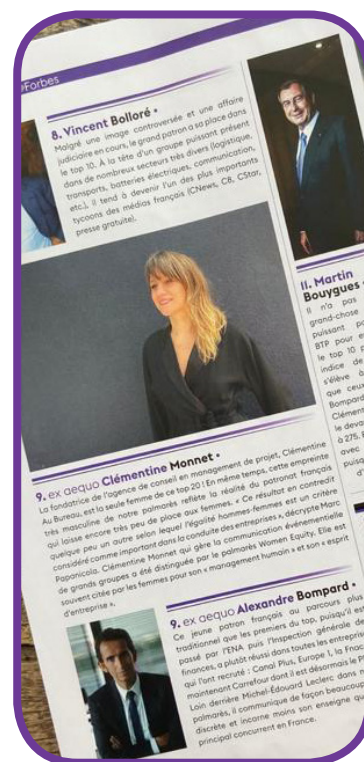 Forbes
8. Vincent Bolloré •
Malgré une image controversée et une affaire
judiciaire en cours, le grand patron a sa place dans
le top 10. À la tête d'un groupe puissant présent
dans de nombreux secteurs très divers (logistique,
transports, batteries électriques, communication,
etc.), il tend à devenir l'un des plus importants
tycoons des médias français (CNews, C8, CStar,
presse gratuite).
9. ex aequo Clémentine Monnet •
La fondatrice de l'agence de conseil en management de projet, Clémentine
Au Bureau, est la seule femme de ce top 20 ! En même temps, cette empreinte
très masculine de notre palmarès reflète la réalité du patronat français
qui laisse encore très peu de place aux femmes. « Ce résultat en contredit
quelque peu un autre selon lequel l'égalité hommes-femmes est un critère
considéré comme important dans la conduite des entreprises », décrypte Marc
Papanicola. Clémentine Monnet qui gère la communication événementielle
de grands groupes a été distinguée par le palmarès Women Equity. Elle est
souvent citée par les femmes pour son « management humain » et son « esprit
d'entreprise ».
9. ex aequo Alexandre Bompard •
Ce jeune patron français au parcours plus
traditionnel que les premiers du top, puisqu'il est
passé par l'ENA puis l'Inspection générale de
finances, a plutôt réussi dans toutes les entrepri
qui l'ont recruté : Canal Plus, Europe 1, la Fnac
maintenant Carrefour dont il est désormais le P
Loin derrière Michel-Édouard Leclerc dans n
palmarès, il communique de façon beaucoup
discrète et incarne moins son enseigne qu
principal concurrent en France.
11. Martin
Bouygues •
Il n'a pas
grand-chose
puissant
BTP pour
le top 10
indice de
s'élève à
que ceux
Bompard
Clément
le deva
à 275.
avec
puisq
d'